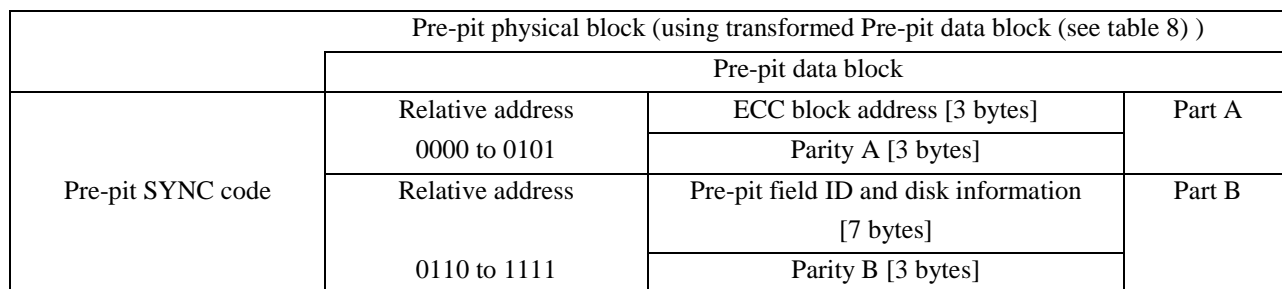 Pre-pit physical block (using transformed Pre-pit data block (see table 8) )
Pre-pit data block
Relative address ECC block address [3 bytes] Part A
0000 to 0101 Parity A [3 bytes]
Pre-pit SYNC code Relative address Pre-pit field ID and disk information Part B
[7 bytes]
0110 to 1111 Parity B [3 bytes]